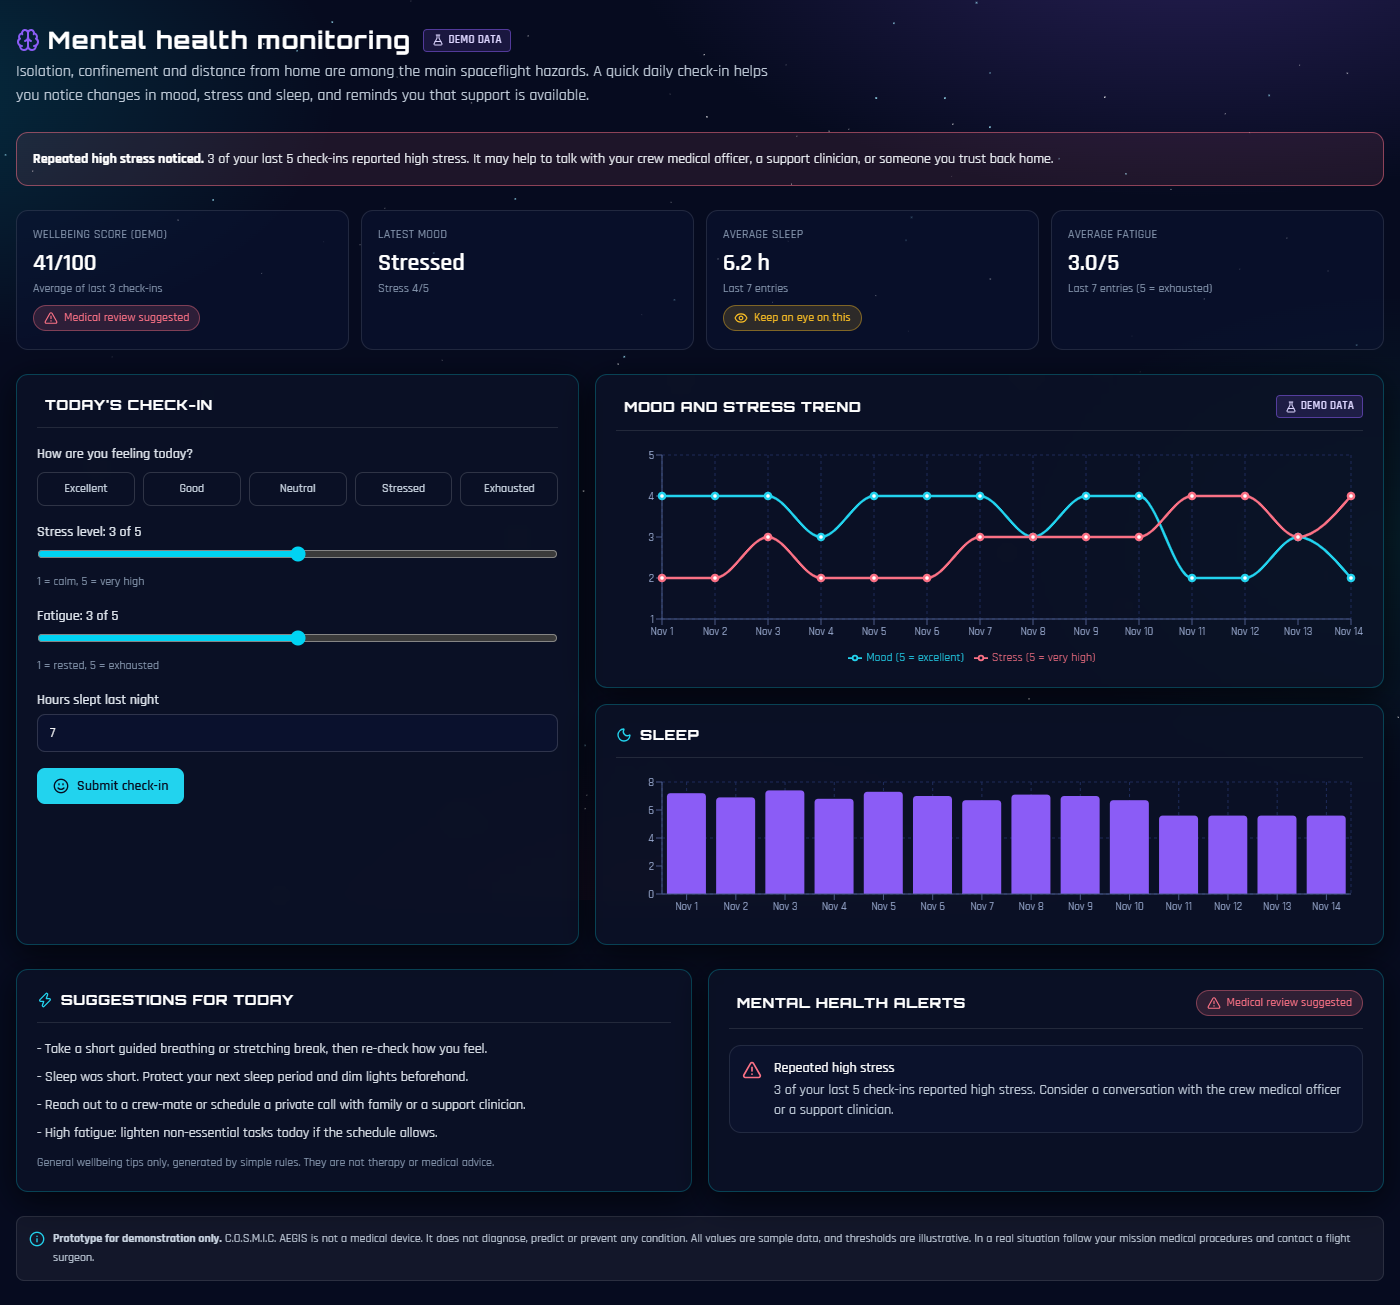 Mental health monitoring
DEMO DATA
Isolation, confinement and distance from home are among the main spaceflight hazards. A quick daily check-in helps
you notice changes in mood, stress and sleep, and reminds you that support is available.
Repeated high stress noticed. 3 of your last 5 check-ins reported high stress. It may help to talk with your crew medical officer, a support clinician, or someone you trust back home.
WELLBEING SCORE (DEMO)
41/100
Average of last 3 check-ins
Medical review suggested
LATEST MOOD
Stressed
Stress 4/5
AVERAGE SLEEP
6.2 h
Last 7 entries
Keep an eye on this
AVERAGE FATIGUE
3.0/5
Last 7 entries (5 = exhausted)
TODAY'S CHECK-IN
How are you feeling today?
Excellent Good Neutral Stressed Exhausted
Stress level: 3 of 5
1 = calm, 5 = very high
Fatigue: 3 of 5
1 = rested, 5 = exhausted
Hours slept last night
7
Submit check-in
MOOD AND STRESS TREND
DEMO DATA
5
4
3
2
1
Nov 1 Nov 2 Nov 3 Nov 4 Nov 5 Nov 6 Nov 7 Nov 8 Nov 9 Nov 10 Nov 11 Nov 12 Nov 13 Nov 14
Mood (5 = excellent) Stress (5 = very high)
SLEEP
8
6
4
2
0
Nov 1 Nov 2 Nov 3 Nov 4 Nov 5 Nov 6 Nov 7 Nov 8 Nov 9 Nov 10 Nov 11 Nov 12 Nov 13 Nov 14
SUGGESTIONS FOR TODAY
- Take a short guided breathing or stretching break, then re-check how you feel.
- Sleep was short. Protect your next sleep period and dim lights beforehand.
- Reach out to a crew-mate or schedule a private call with family or a support clinician.
- High fatigue: lighten non-essential tasks today if the schedule allows.
General wellbeing tips only, generated by simple rules. They are not therapy or medical advice.
MENTAL HEALTH ALERTS
Medical review suggested
Repeated high stress
3 of your last 5 check-ins reported high stress. Consider a conversation with the crew medical officer
or a support clinician.
Prototype for demonstration only. C.O.S.M.I.C. AEGIS is not a medical device. It does not diagnose, predict or prevent any condition. All values are sample data, and thresholds are illustrative. In a real situation follow your mission medical procedures and contact a flight
surgeon.